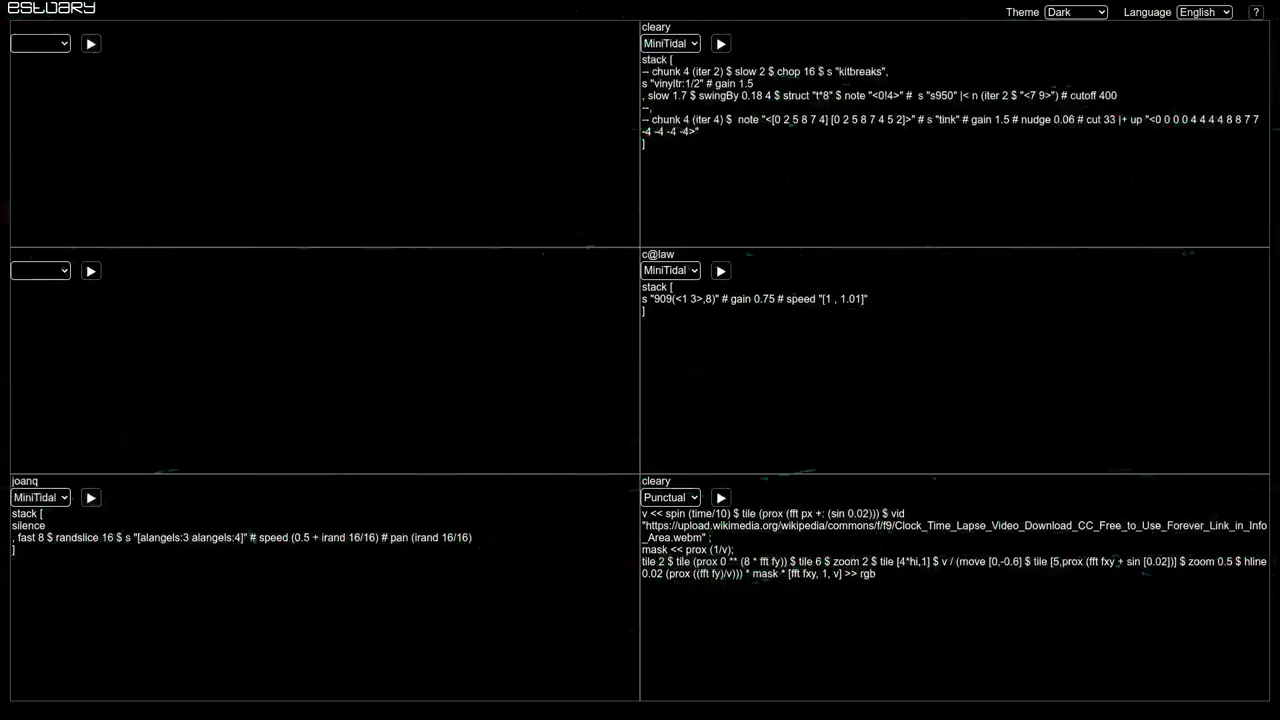 estuary
Theme Dark Language English ?
cleary
MiniTidal
stack [
-- chunk 4 (iter 2) $ slow 2 $ chop 16 $ s "kitbreaks",
s "vinyltr:1/2" # gain 1.5
, slow 1.7 $ swingBy 0.18 4 $ struct "t*8" $ note "<0!4>" #  s "s950" |< n (iter 2 $ "<7 9>") # cutoff 400
--,
-- chunk 4 (iter 4) $  note "<[0 2 5 8 7 4] [0 2 5 8 7 4 5 2]>" # s "tink" # gain 1.5 # nudge 0.06 # cut 33 |+ up "<0 0 0 0 4 4 4 4 8 8 7 7
-4 -4 -4 -4>"
]
c@law
MiniTidal
stack [
s "909(<1 3>,8)" # gain 0.75 # speed "[1 , 1.01]"
]
joanq
MiniTidal
stack [
silence
, fast 8 $ randslice 16 $ s "[alangels:3 alangels:4]" # speed (0.5 + irand 16/16) # pan (irand 16/16)
]
cleary
Punctual
v << spin (time/10) $ tile (prox (fft px +: (sin 0.02))) $ vid
"https://upload.wikimedia.org/wikipedia/commons/f/f9/Clock_Time_Lapse_Video_Download_CC_Free_to_Use_Forever_Link_in_Info
_Area.webm" ;
mask << prox (1/v);
tile 2 $ tile (prox 0 ** (8 * fft fy)) $ tile 6 $ zoom 2 $ tile [4*hi,1] $ v / (move [0,-0.6] $ tile [5,prox (fft fxy + sin [0.02])] $ zoom 0.5 $ hline
0.02 (prox ((fft fy)/v))) * mask * [fft fxy, 1, v] >> rgb